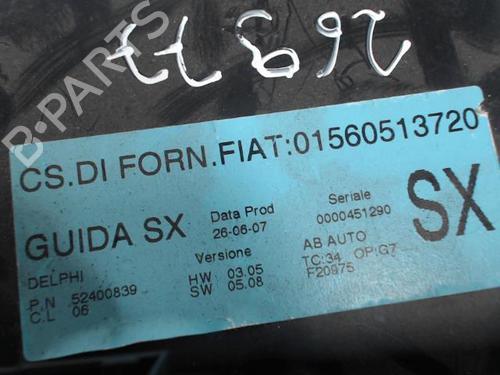 26977
B-PARTS
CS.DI FORN.FIAT:01560513720
GUIDA SX
Data Prod
26-06-07
Seriale
0000451290
SX
DELPHI
Versione
AB AUTO
P.N 52400839
HW 03.05
TC:34 OP:G7
C.L 06
SW 05.08
F20975